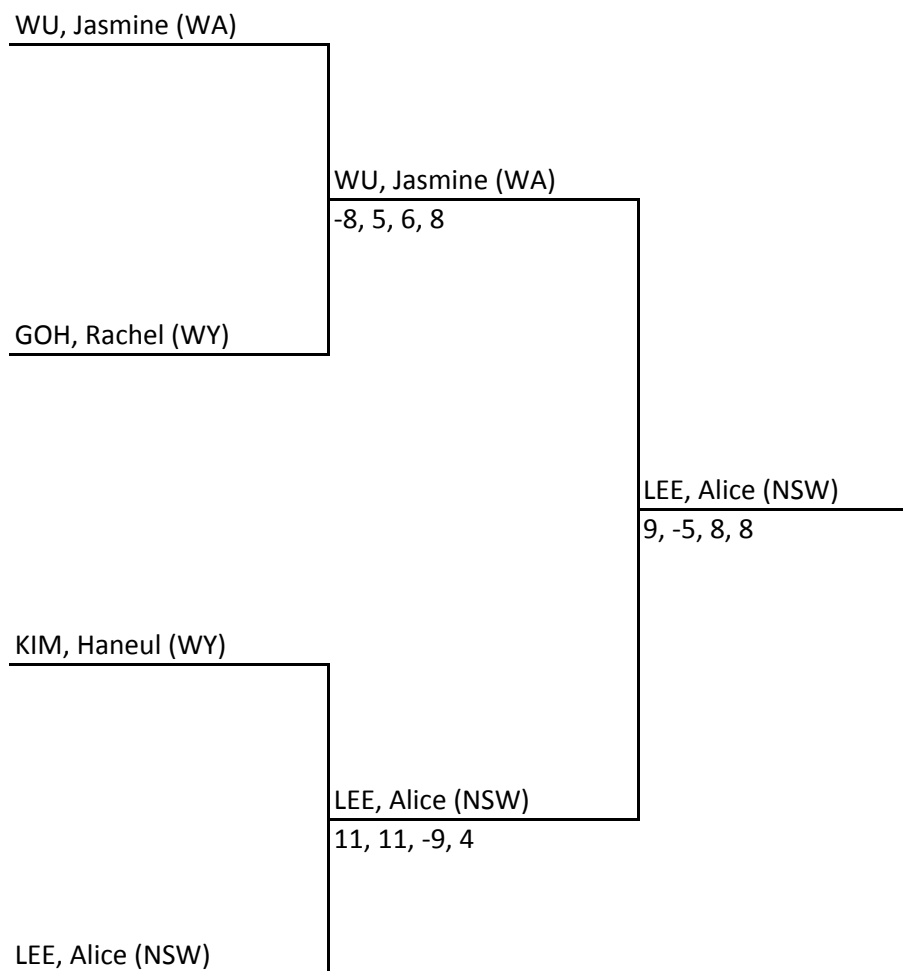 WU, Jasmine (WA)
WU, Jasmine (WA)
-8, 5, 6, 8
GOH, Rachel (WY)
LEE, Alice (NSW)
9, -5, 8, 8
KIM, Haneul (WY)
LEE, Alice (NSW)
11, 11, -9, 4
LEE, Alice (NSW)